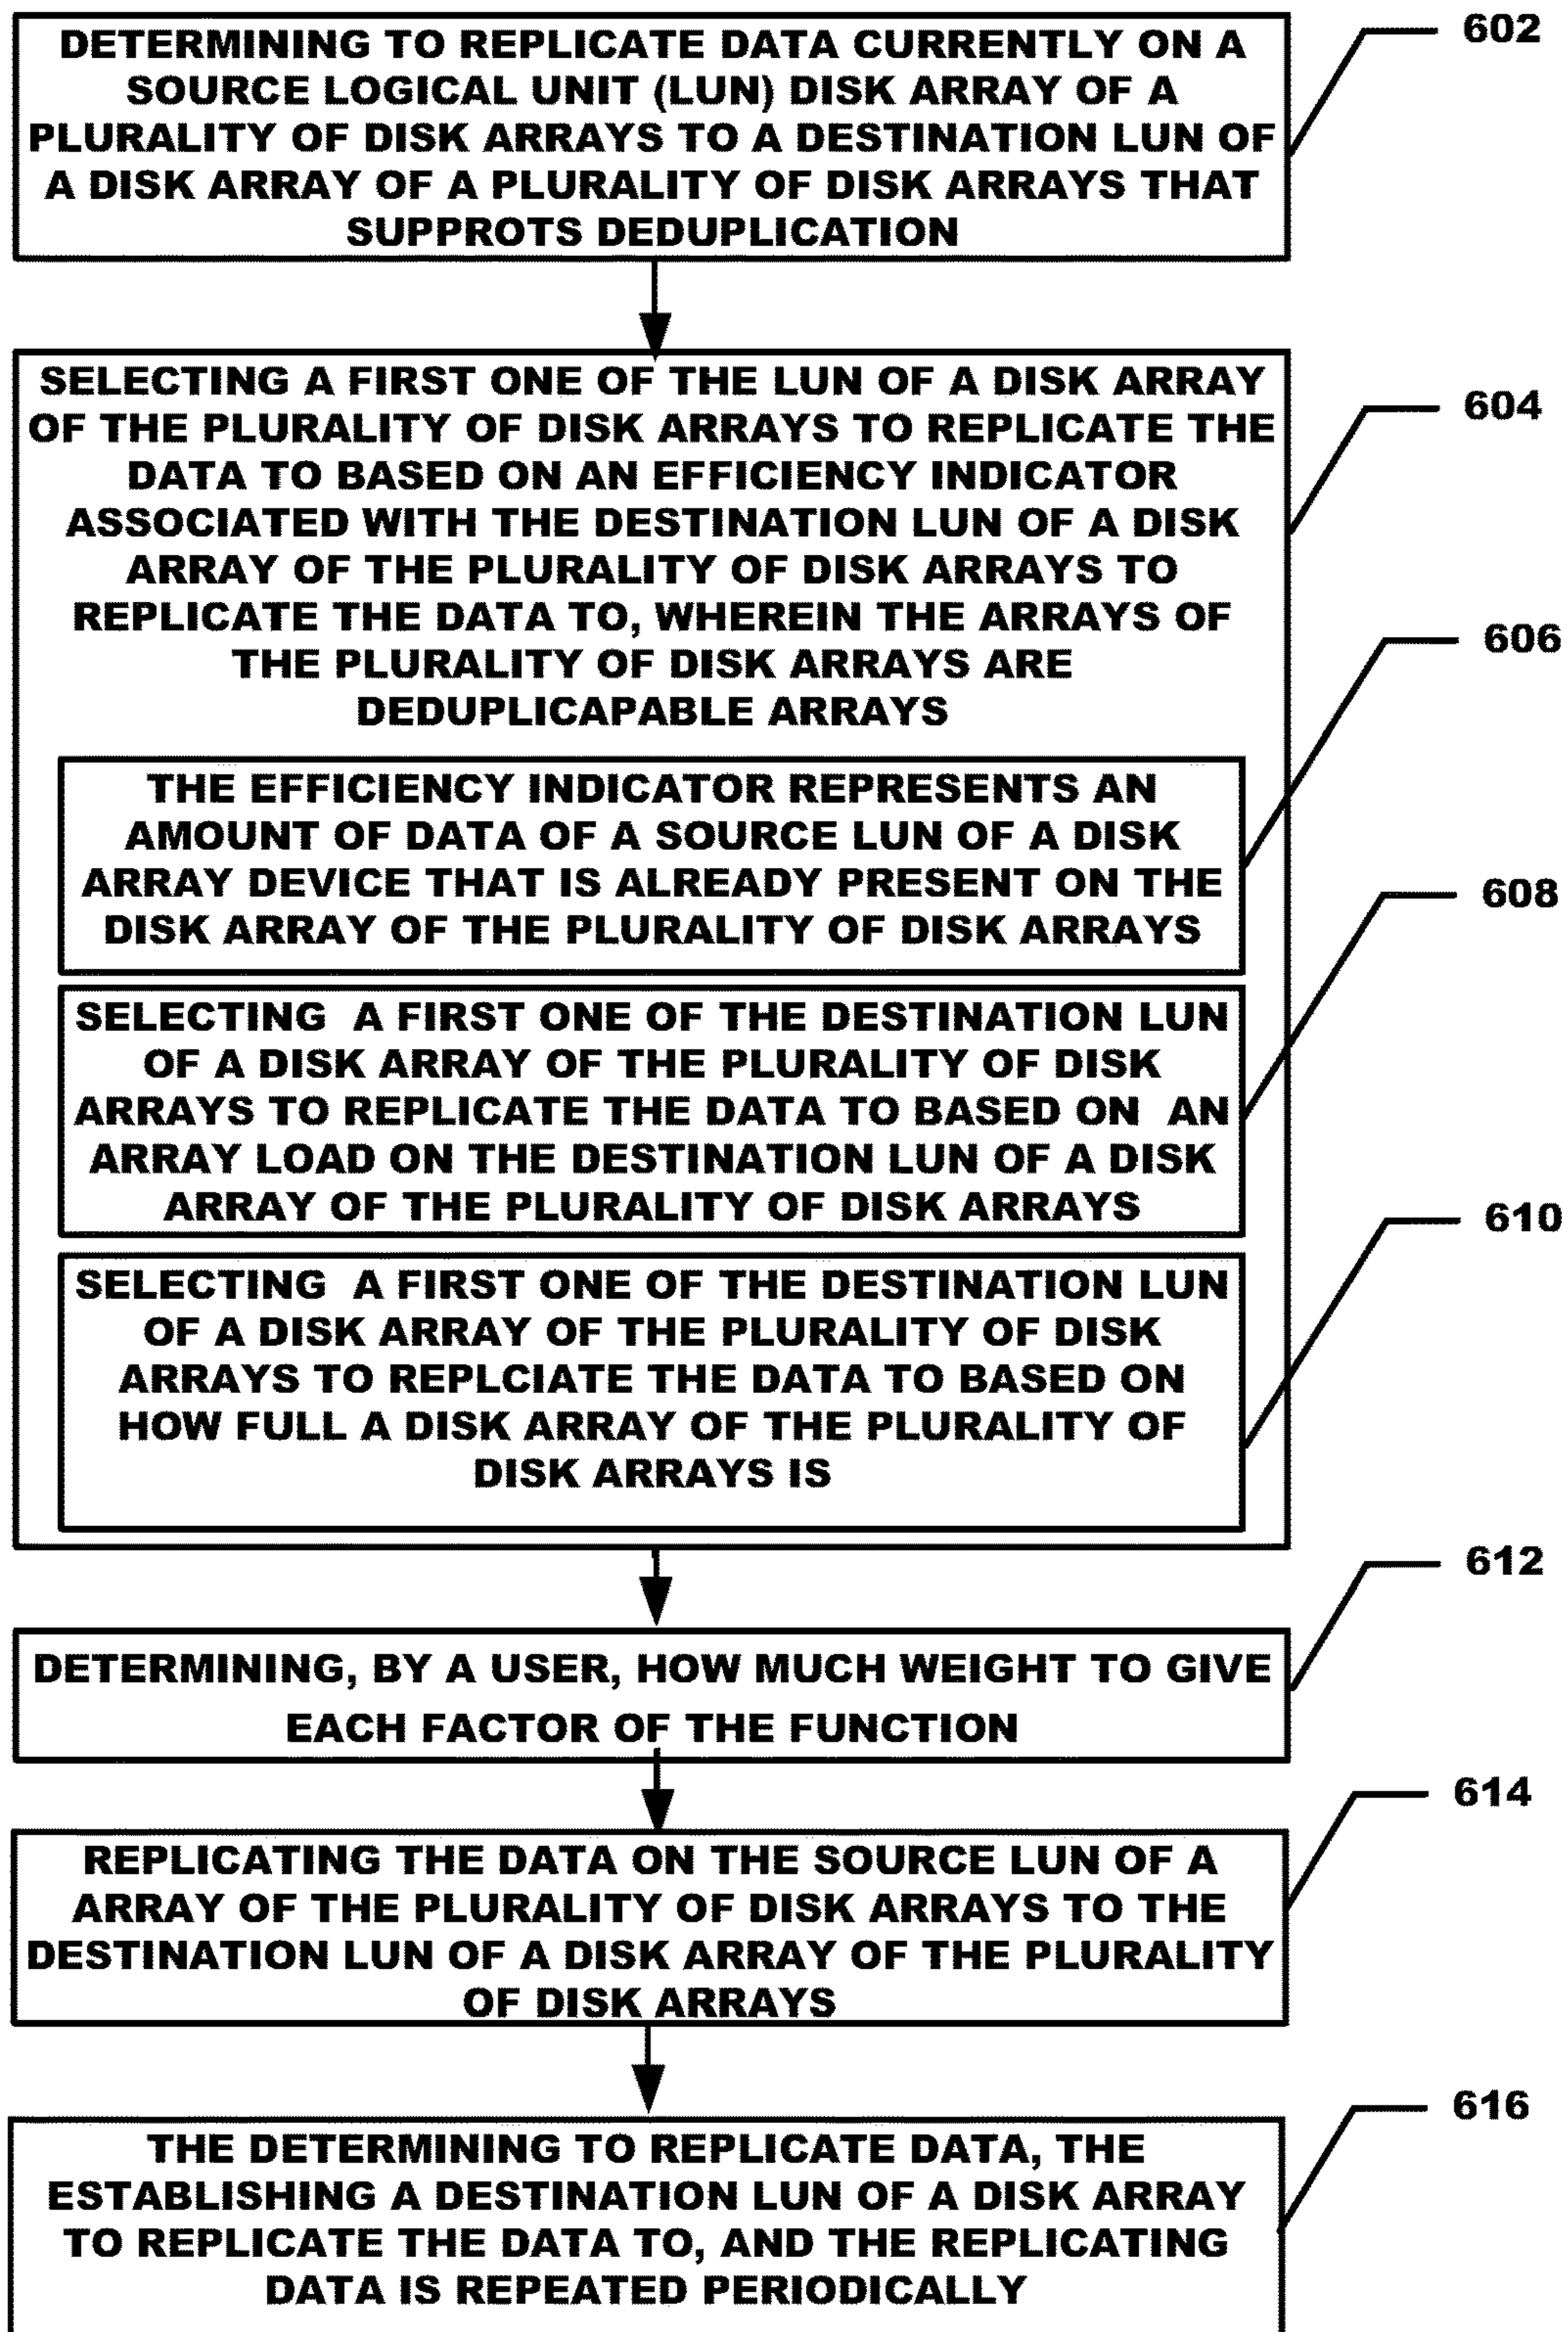 DETERMINING TO REPLICATE DATA CURRENTLY ON A
SOURCE LOGICAL UNIT (LUN) DISK ARRAY OF A
PLURALITY OF DISK ARRAYS TO A DESTINATION LUN OF
A DISK ARRAY OF A PLURALITY OF DISK ARRAYS THAT
SUPPROTS DEDUPLICATION
602
SELECTING A FIRST ONE OF THE LUN OF A DISK ARRAY
OF THE PLURALITY OF DISK ARRAYS TO REPLICATE THE
DATA TO BASED ON AN EFFICIENCY INDICATOR
ASSOCIATED WITH THE DESTINATION LUN OF A DISK
ARRAY OF THE PLURALITY OF DISK ARRAYS TO
REPLICATE THE DATA TO, WHEREIN THE ARRAYS OF
THE PLURALITY OF DISK ARRAYS ARE
DEDUPLICAPABLE ARRAYS
604
THE EFFICIENCY INDICATOR REPRESENTS AN
AMOUNT OF DATA OF A SOURCE LUN OF A DISK
ARRAY DEVICE THAT IS ALREADY PRESENT ON THE
DISK ARRAY OF THE PLURALITY OF DISK ARRAYS
606
SELECTING A FIRST ONE OF THE DESTINATION LUN
OF A DISK ARRAY OF THE PLURALITY OF DISK
ARRAYS TO REPLICATE THE DATA TO BASED ON AN
ARRAY LOAD ON THE DESTINATION LUN OF A DISK
ARRAY OF THE PLURALITY OF DISK ARRAYS
608
SELECTING A FIRST ONE OF THE DESTINATION LUN
OF A DISK ARRAY OF THE PLURALITY OF DISK
ARRAYS TO REPLCIATE THE DATA TO BASED ON
HOW FULL A DISK ARRAY OF THE PLURALITY OF
DISK ARRAYS IS
610
DETERMINING, BY A USER, HOW MUCH WEIGHT TO GIVE
EACH FACTOR OF THE FUNCTION
612
REPLICATING THE DATA ON THE SOURCE LUN OF A
ARRAY OF THE PLURALITY OF DISK ARRAYS TO THE
DESTINATION LUN OF A DISK ARRAY OF THE PLURALITY
OF DISK ARRAYS
614
THE DETERMINING TO REPLICATE DATA, THE
ESTABLISHING A DESTINATION LUN OF A DISK ARRAY
TO REPLICATE THE DATA TO, AND THE REPLICATING
DATA IS REPEATED PERIODICALLY
616